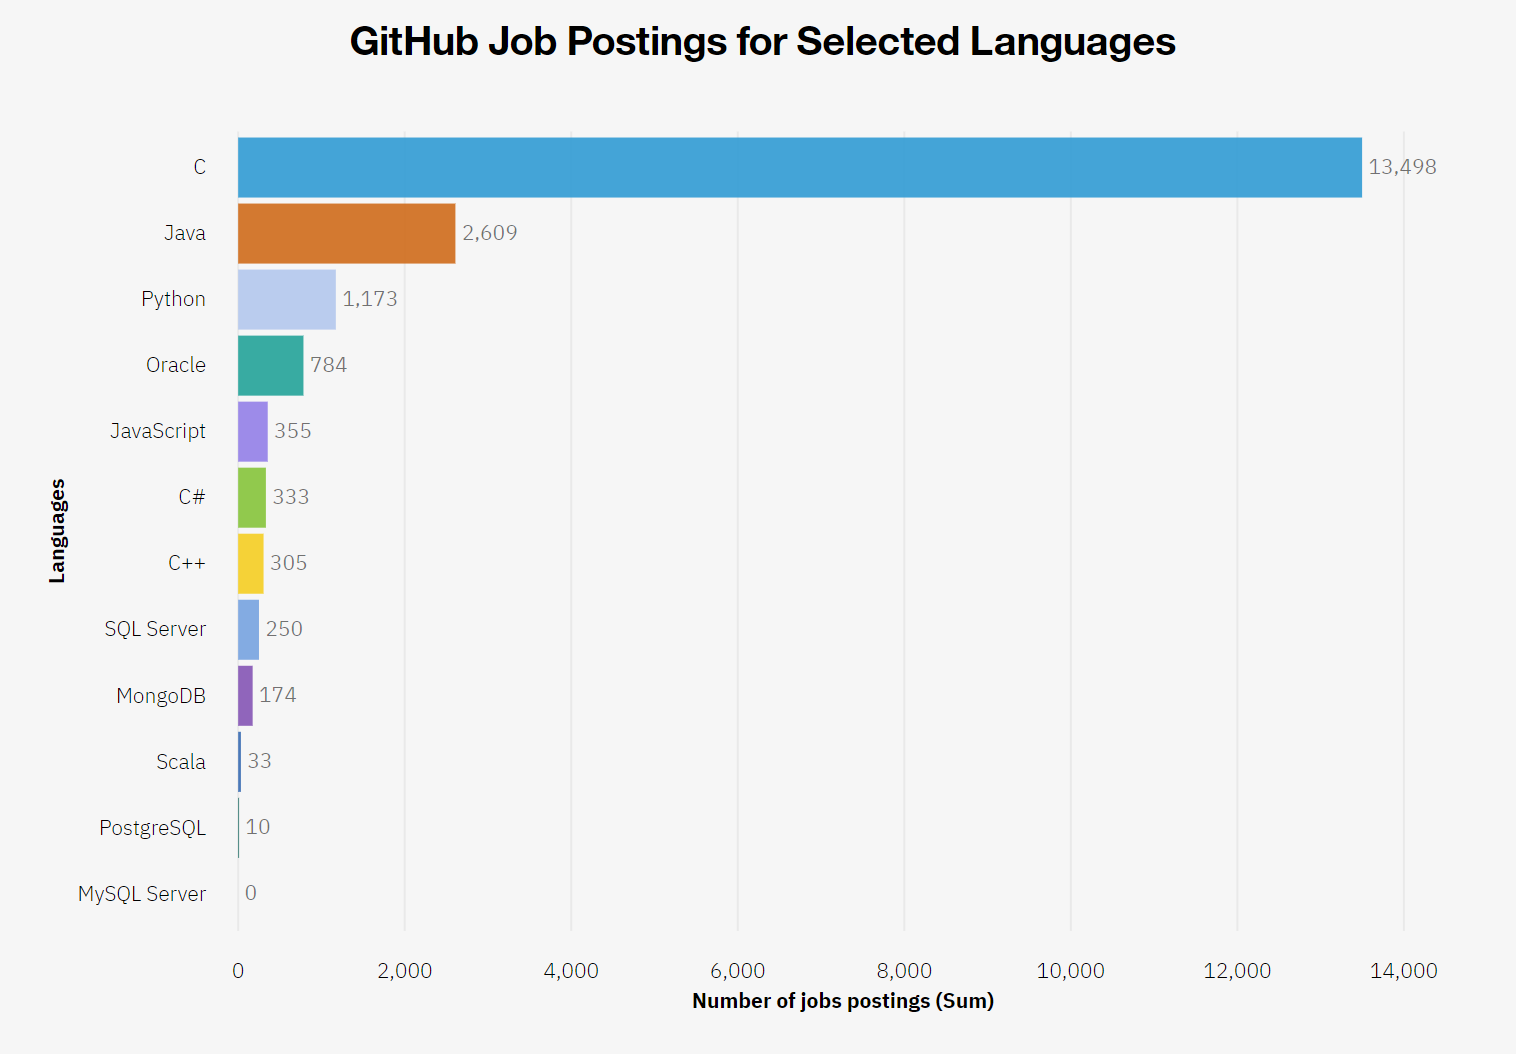 GitHub Job Postings for Selected Languages
Languages
C 13,498
Java 2,609
Python 1,173
Oracle 784
JavaScript 355
C# 333
C++ 305
SQL Server 250
MongoDB 174
Scala 33
PostgreSQL 10
MySQL Server 0
0 2,000 4,000 6,000 8,000 10,000 12,000 14,000
Number of jobs postings (Sum)